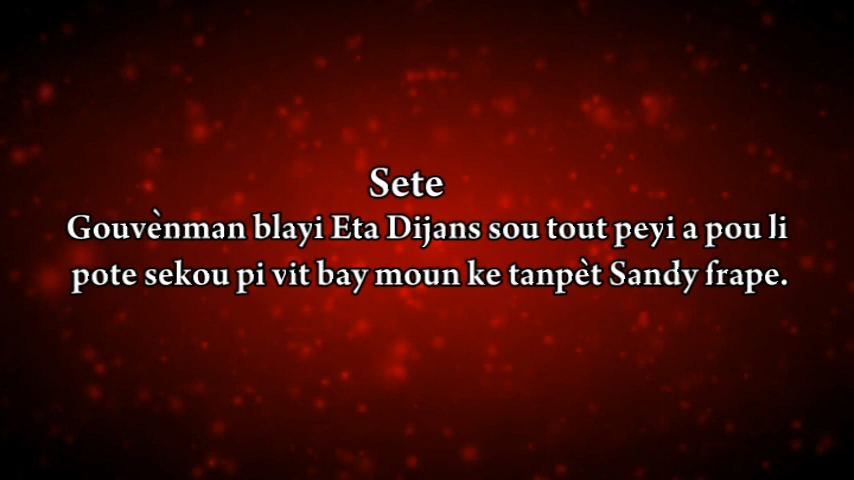 Sete
Gouvènman blayi Eta Dijans sou tout peyi a pou li
pote sekou pi vit bay moun ke tanpèt Sandy frape.